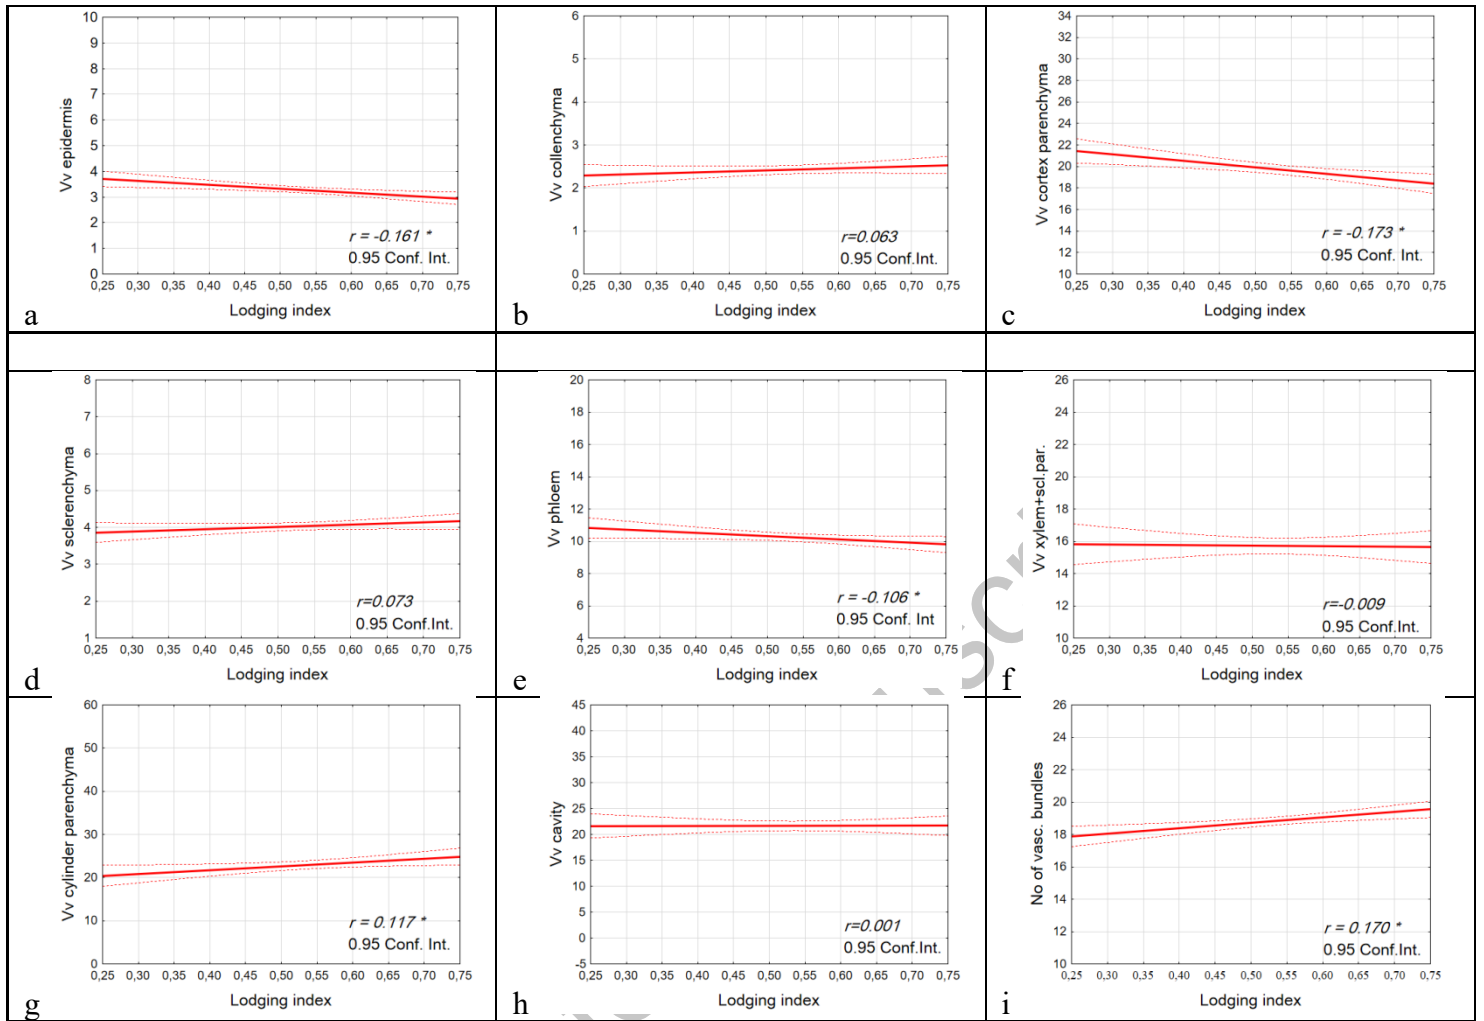 10
9
8
7
6
5
4
3
2
1
0
Vv epidermis
r = -0.161 *
0.95 Conf. Int.
0,25 0,30 0,35 0,40 0,45 0,50 0,55 0,60 0,65 0,70 0,75
Lodging index
a
6
5
4
3
2
1
0
Vv collenchyma
r=0.063
0.95 Conf.Int.
0,25 0,30 0,35 0,40 0,45 0,50 0,55 0,60 0,65 0,70 0,75
Lodging index
b
34
32
30
28
26
24
22
20
18
16
14
12
10
Vv cortex parenchyma
r = -0.173 *
0.95 Conf. Int.
0,25 0,30 0,35 0,40 0,45 0,50 0,55 0,60 0,65 0,70 0,75
Lodging index
c
8
7
6
5
4
3
2
1
Vv sclerenchyma
r=0.073
0.95 Conf.Int.
0,25 0,30 0,35 0,40 0,45 0,50 0,55 0,60 0,65 0,70 0,75
Lodging index
d
20
18
16
14
12
10
8
6
4
Vv phloem
r = -0.106 *
0.95 Conf. Int
0,25 0,30 0,35 0,40 0,45 0,50 0,55 0,60 0,65 0,70 0,75
Lodging index
e
26
24
22
20
18
16
14
12
10
Vv xylem+scl.par.
r=-0.009
0.95 Conf.Int.
0,25 0,30 0,35 0,40 0,45 0,50 0,55 0,60 0,65 0,70 0,75
Lodging index
f
60
50
40
30
20
10
0
Vv cylinder parenchyma
r = 0.117 *
0.95 Conf. Int.
0,25 0,30 0,35 0,40 0,45 0,50 0,55 0,60 0,65 0,70 0,75
Lodging index
g
45
40
35
30
25
20
15
10
5
0
-5
Vv cavity
r=0.001
0.95 Conf.Int.
0,25 0,30 0,35 0,40 0,45 0,50 0,55 0,60 0,65 0,70 0,75
Lodging index
h
26
24
22
20
18
16
14
12
10
No of vasc. bundles
r = 0.170 *
0.95 Conf.Int.
0,25 0,30 0,35 0,40 0,45 0,50 0,55 0,60 0,65 0,70 0,75
Lodging index
i